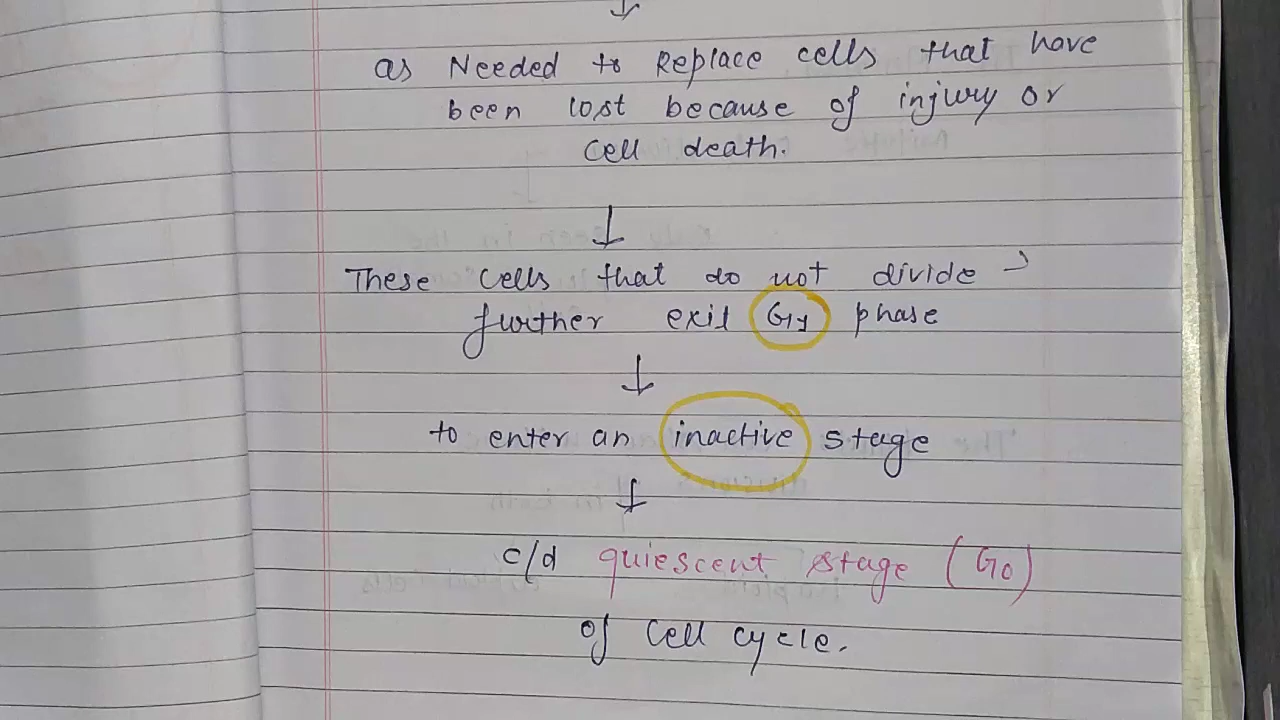 as Needed to Replace cells that have
been lost because of injury or
cell death.
These cells that do not divide →
further exit G1 phase
to enter an inactive stage
c/d quiescent stage (G0)
of cell cycle.